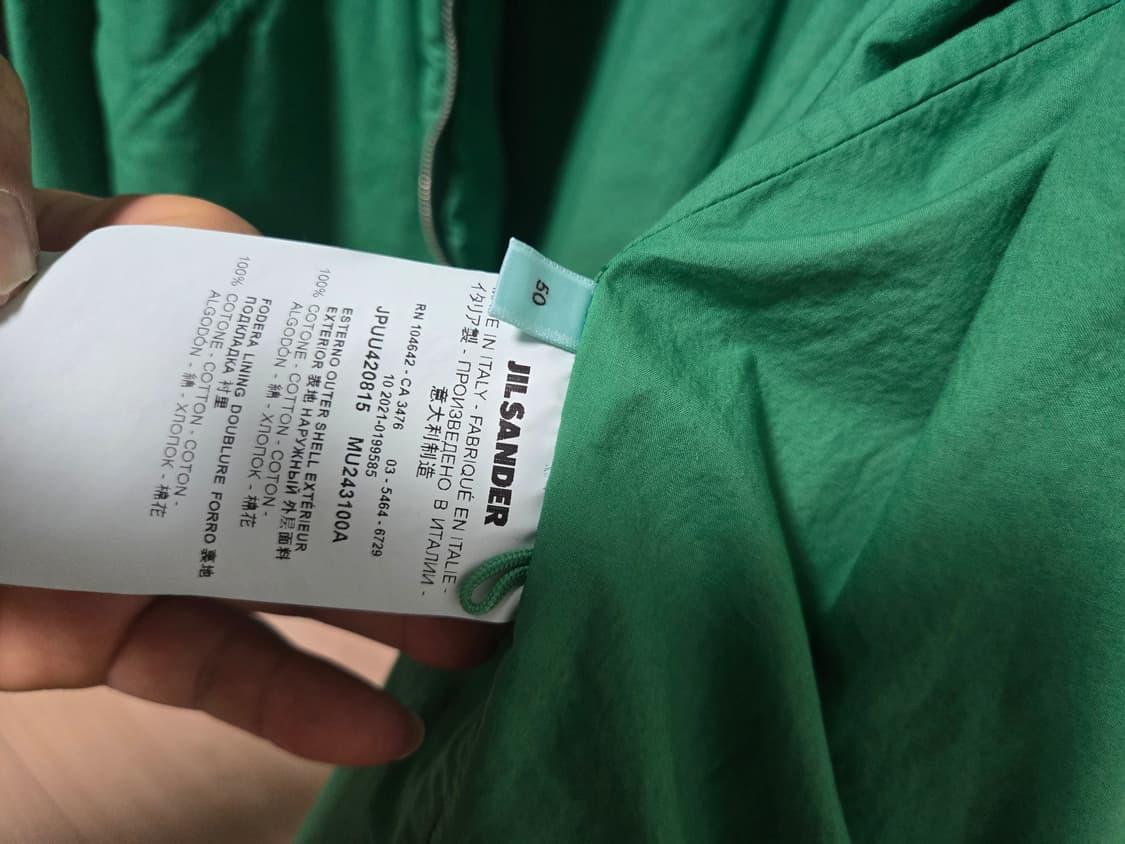 50
JIL SANDER
E IN ITALY - FABRIQUÉ EN ITALIE -
イタリア製 - ПРОИЗВЕДЕНО В ИТАЛИИ -
意大利制造
RN 104642 - CA 3476 03 - 5464 - 6729
10 2021-0199585
JPUU420815 MU243100A
ESTERNO OUTER SHELL EXTÉRIEUR
EXTERIOR 表地 НАРУЖНЫЙ 外层面料
100% COTONE - COTTON - COTON -
ALGODÓN - 綿 - ХЛОПОК - 棉花
FODERA LINING DOUBLURE FORRO 裏地
ПОДКЛАДКА 衬里
100% COTONE - COTTON - COTON -
ALGODÓN - 綿 - ХЛОПОК - 棉花